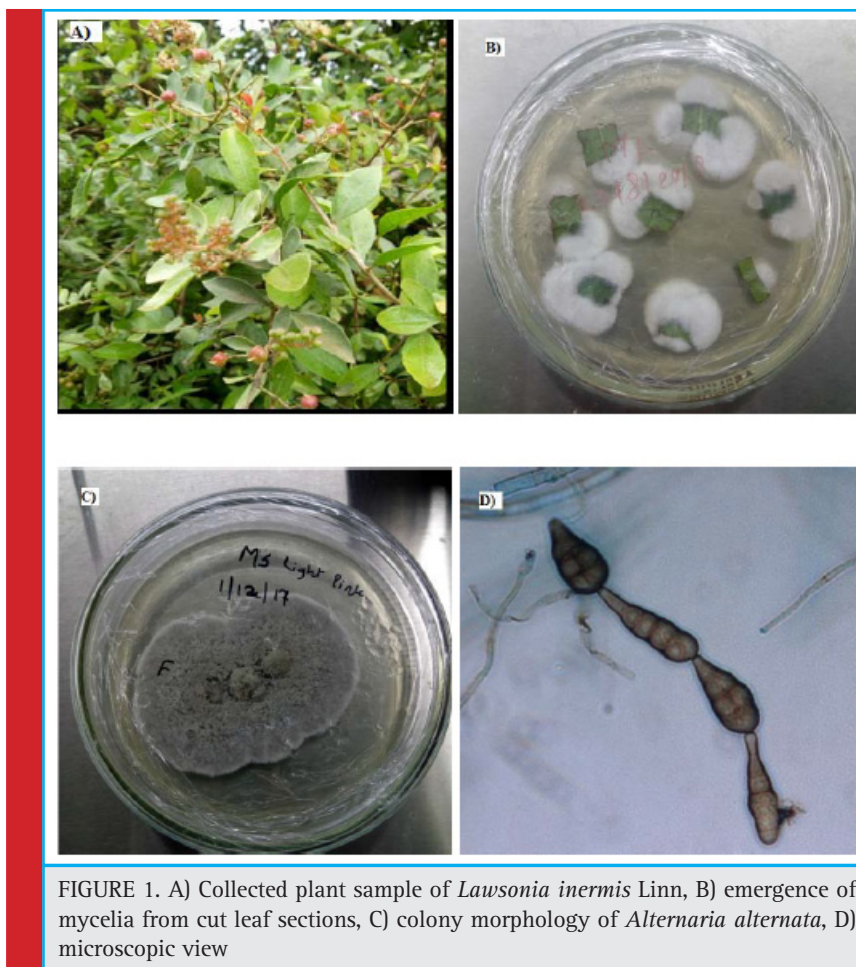 A)
B)
C)
Ms Light Pink
1/12/17
F
D)
FIGURE 1. A) Collected plant sample of Lawsonia inermis Linn, B) emergence of
mycelia from cut leaf sections, C) colony morphology of Alternaria alternata, D)
microscopic view